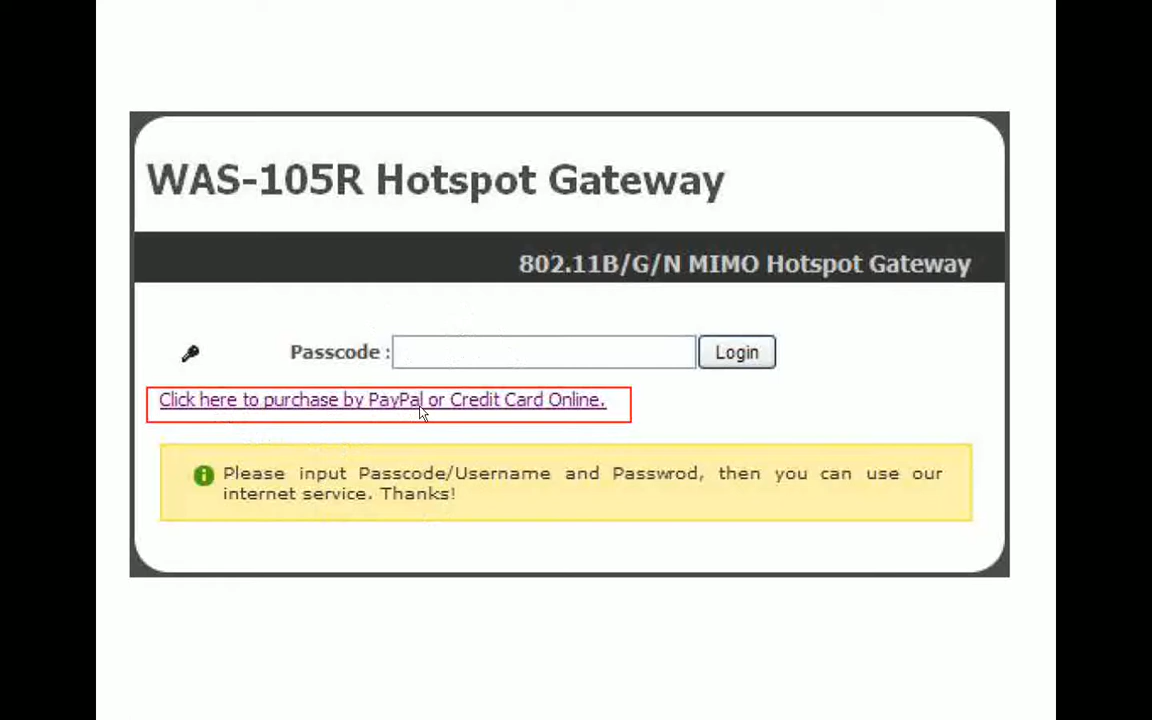 WAS-105R Hotspot Gateway
802.11B/G/N MIMO Hotspot Gateway
Passcode : Login
Click here to purchase by PayPal or Credit Card Online.
Please input Passcode/Username and Passwrod, then you can use our
internet service. Thanks!